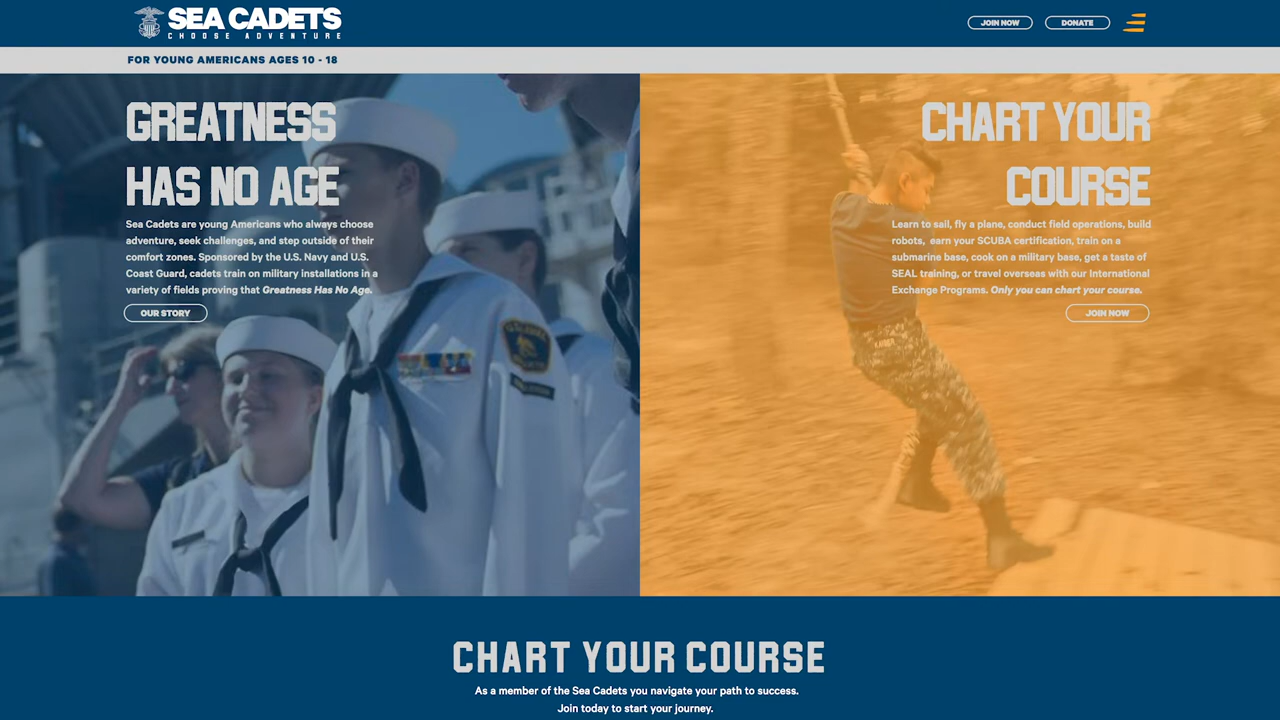 SEA CADETS
CHOOSE ADVENTURE
JOIN NOW
DONATE
FOR YOUNG AMERICANS AGES 10 - 18
GREATNESS
HAS NO AGE
Sea Cadets are young Americans who always choose
adventure, seek challenges, and step outside of their
comfort zones. Sponsored by the U.S. Navy and U.S.
Coast Guard, cadets train on military installations in a
variety of fields proving that Greatness Has No Age.
OUR STORY
CHART YOUR
COURSE
Learn to sail, fly a plane, conduct field operations, build
robots, earn your SCUBA certification, train on a
submarine base, cook on a military base, get a taste of
SEAL training, or travel overseas with our International
Exchange Programs. Only you can chart your course.
JOIN NOW
CHART YOUR COURSE
As a member of the Sea Cadets you navigate your path to success.
Join today to start your journey.